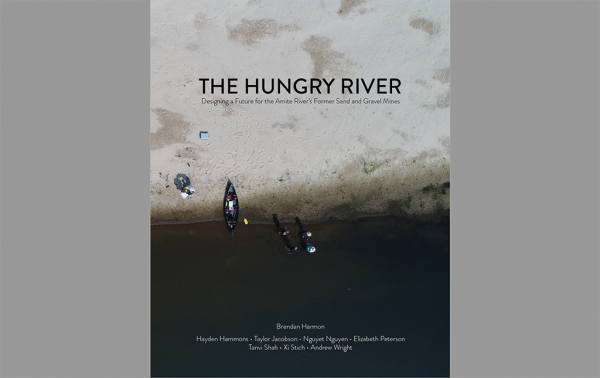 THE HUNGRY RIVER
Designing a Future for the Amite River's Former Sand and Gravel Mines
Brendan Harmon
Hayden Hammons • Taylor Jacobson • Nguyet Nguyen • Elizabeth Peterson
Tanvi Shah • Xi Stich • Andrew Wright